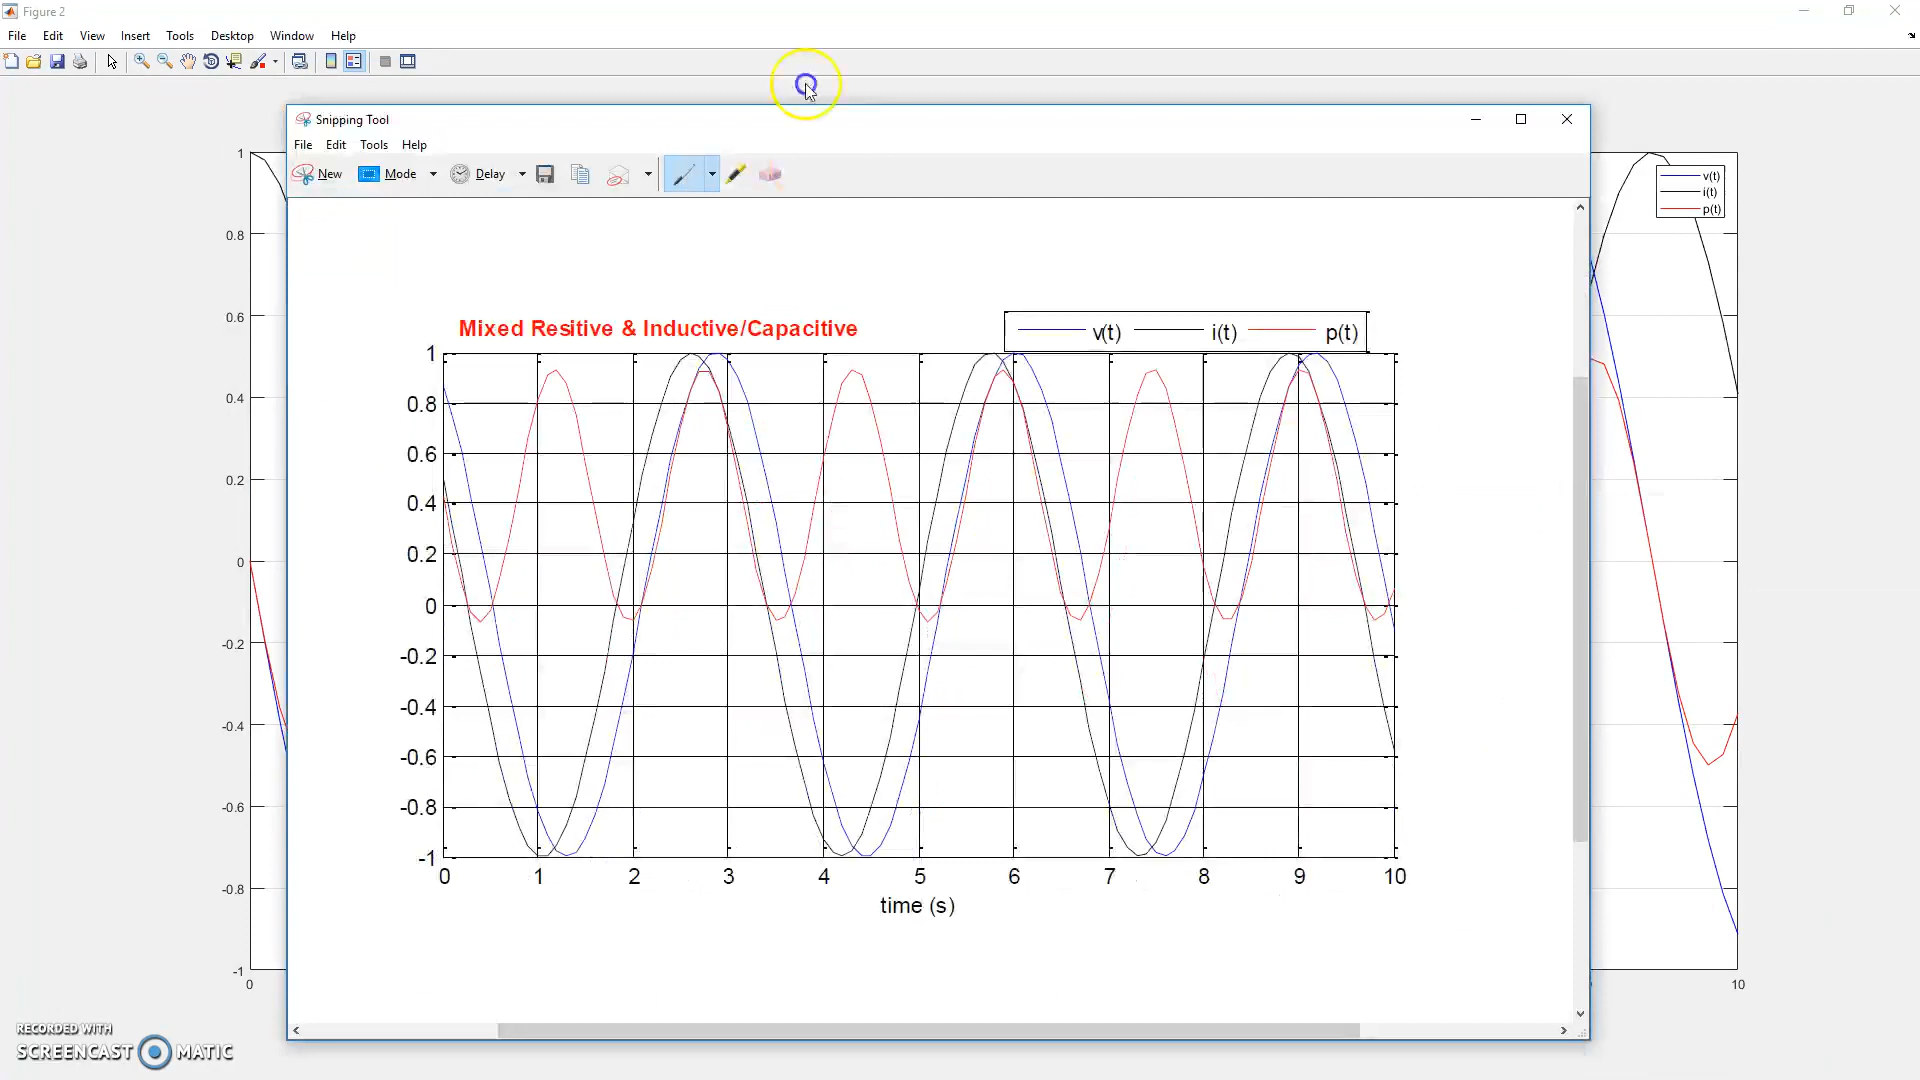 Figure 2
File Edit View Insert Tools Desktop Window Help
Snipping Tool
File Edit Tools Help
New Mode Delay
1
0.8
0.6
0.4
0.2
0
-0.2
-0.4
-0.6
-0.8
-1
0
10
v(t)
i(t)
p(t)
Mixed Resitive & Inductive/Capacitive
v(t) i(t) p(t)
1
0.8
0.6
0.4
0.2
0
-0.2
-0.4
-0.6
-0.8
-1
0 1 2 3 4 5 6 7 8 9 10
time (s)
RECORDED WITH
SCREENCAST MATIC